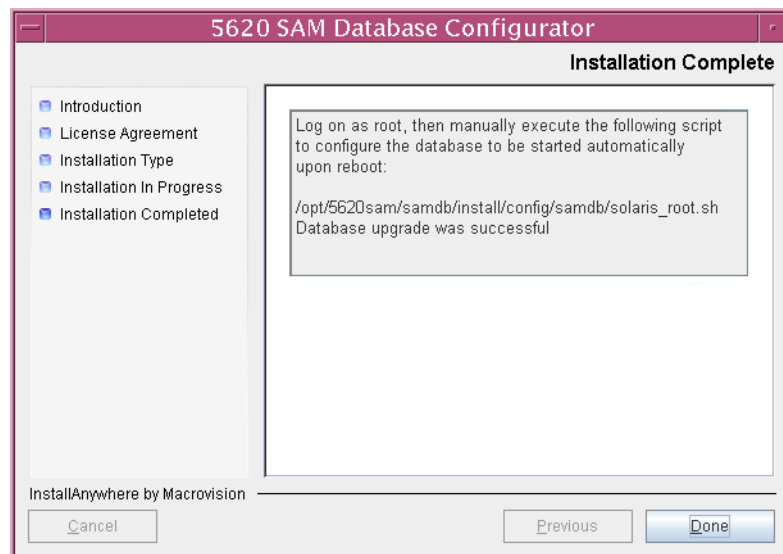 5620 SAM Database Configurator
Installation Complete
Introduction
License Agreement
Installation Type
Installation In Progress
Installation Completed
Log on as root, then manually execute the following script
to configure the database to be started automatically
upon reboot:
/opt/5620sam/samdb/install/config/samdb/solaris_root.sh
Database upgrade was successful
InstallAnywhere by Macrovision
Cancel
Previous
Done